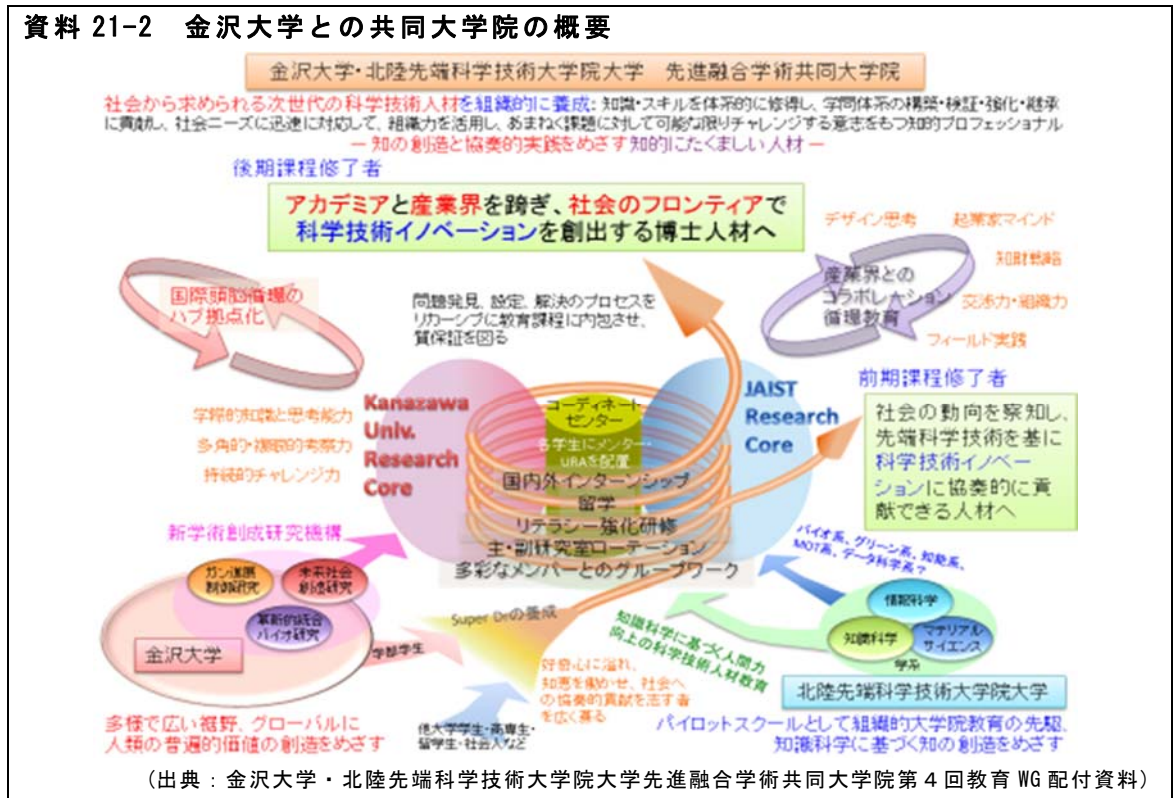 資料 21-2 金沢大学との共同大学院の概要
金沢大学・北陸先端科学技術大学院大学 先進融合学術共同大学院
社会から求められる次世代の科学技術人材を組織的に養成: 知識・スキルを体系的に修得し、学問体系の構築・検証・強化・継承
に貢献し、社会ニーズに迅速に対応して、組織力を活用し、あまねく課題に対して可能な限りチャレンジする意志をもつ知的プロフェッショナル
― 知の創造と協奏的実践をめざす知的にたくましい人材 ―
後期課程修了者
アカデミアと産業界を跨ぎ、社会のフロンティアで
科学技術イノベーションを創出する博士人材へ
デザイン思考
起業家マインド
知財戦略
産業界との
コラボレーション
循環教育
交渉力・組織力
フィールド実践
国際頭脳循環の
ハブ拠点化
問題発見、設定、解決のプロセスを
リカーシブに教育課程に内包させ、
質保証を図る
前期課程修了者
社会の動向を察知し、
先端科学技術を基に
科学技術イノベー
ションに協奏的に貢
献できる人材へ
学際的知識と思考能力
多角的・複眼的考察力
持続的チャレンジ力
Kanazawa
Univ.
Research
Core
JAIST
Research
Core
コーディネート
センター
各学生にメンター・
URAを配置
国内外インターンシップ
留学
リテラシー強化研修
主・副研究室ローテーション
多彩なメンバーとのグループワーク
新学術創成研究機構
ガン進展
制御研究
未来社会
創造研究
革新的統合
バイオ研究
金沢大学
学部学生
Super Drの養成
好奇心に溢れ、
知恵を働かせ、社会へ
の協奏的貢献を志す者
を広く募る
他大学学生・高専生・
留学生・社会人など
多様で広い裾野、グローバルに
人類の普遍的価値の創造をめざす
バイオ系、グリーン系、知能系、
MOT系、データ科学系?
知識科学に基づく人間力
向上の科学技術人材教育
情報科学
知識科学
マテリアル
サイエンス
学系
北陸先端科学技術大学院大学
パイロットスクールとして組織的大学院教育の先駆、
知識科学に基づく知の創造をめざす
(出典:金沢大学・北陸先端科学技術大学院大学先進融合学術共同大学院第4回教育 WG 配付資料)